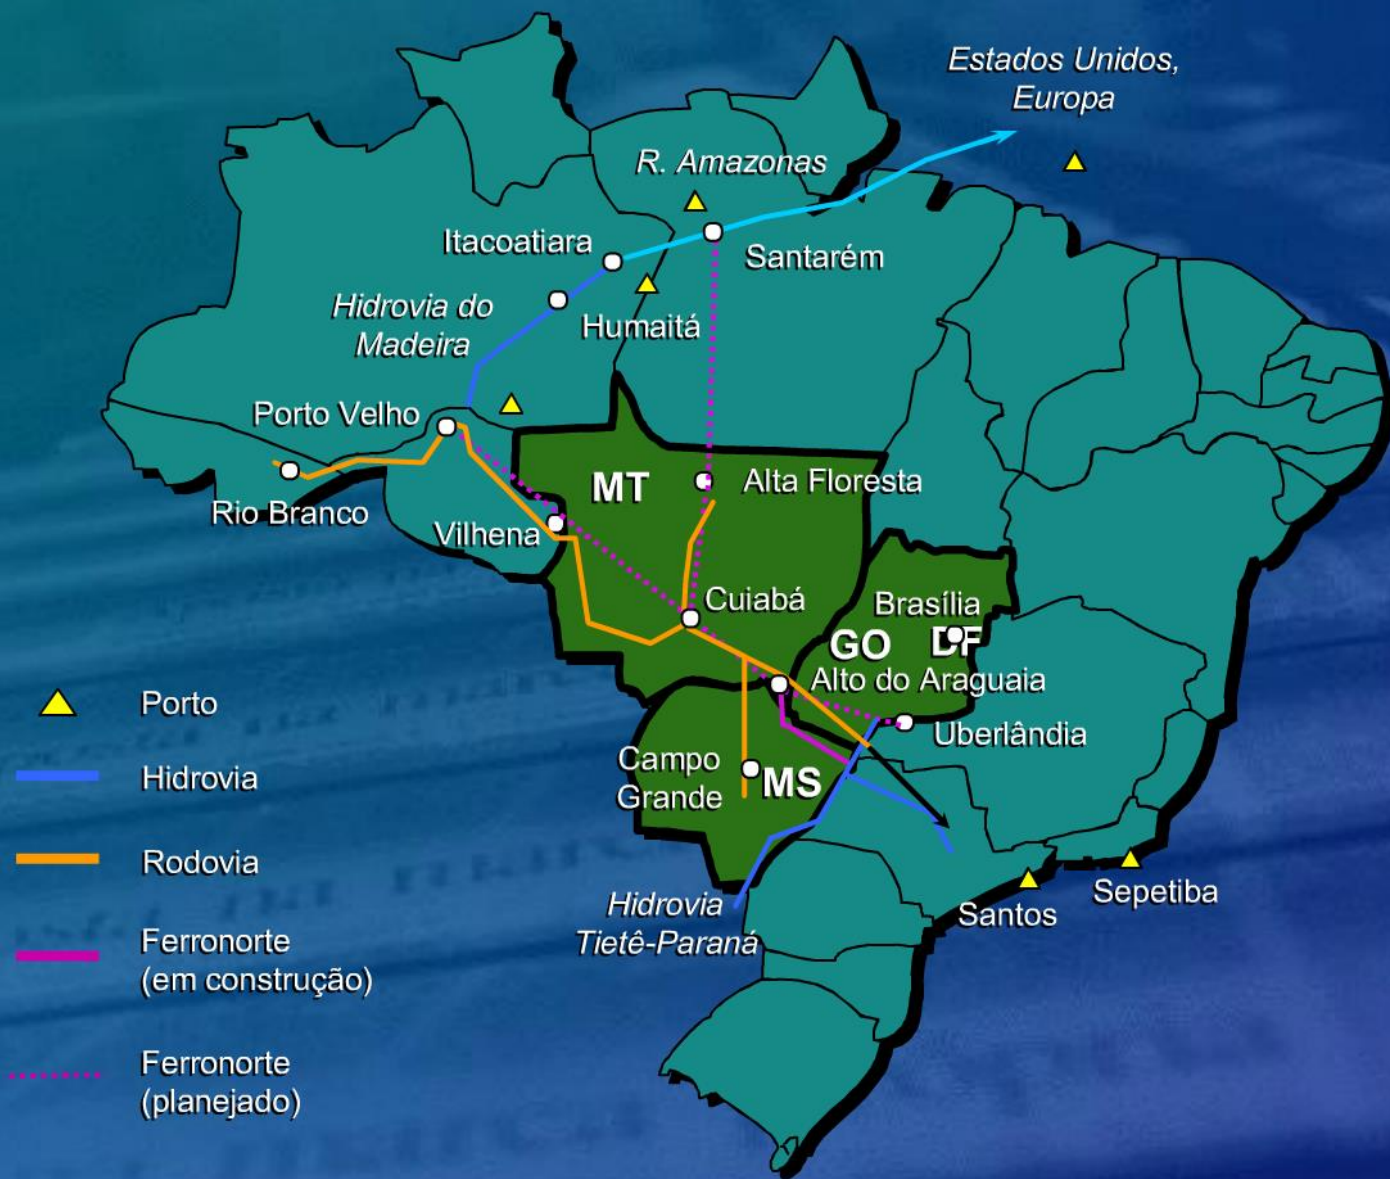 Estados Unidos,
Europa
R. Amazonas
Itacoatiara
Santarém
Hidrovia do
Madeira
Humaitá
Porto Velho
MT
Alta Floresta
Rio Branco
Vilhena
Cuiabá
Brasília
GO
DF
Alto do Araguaia
Uberlândia
Campo
Grande
MS
Hidrovia
Tietê-Paraná
Santos
Sepetiba
Porto
Hidrovia
Rodovia
Ferronorte
(em construção)
Ferronorte
(planejado)